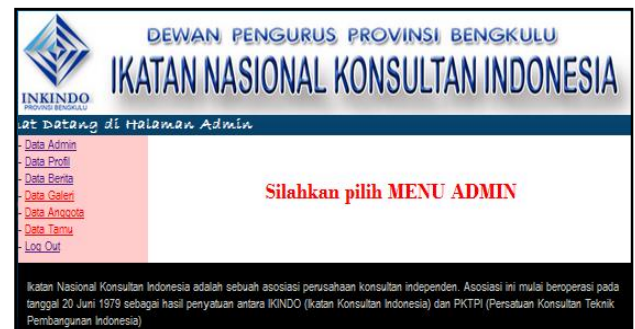 DEWAN PENGURUS PROVINSI BENGKULU
IKATAN NASIONAL KONSULTAN INDONESIA
INKINDO
PROVINSI BENGKULU
at Datang di Halaman Admin
- Data Admin
- Data Profil
- Data Berita
- Data Galeri
- Data Anggota
- Data Tamu
- Log Out
Silahkan pilih MENU ADMIN
Ikatan Nasional Konsultan Indonesia adalah sebuah asosiasi perusahaan konsultan independen. Asosiasi ini mulai beroperasi pada
tanggal 20 Juni 1979 sebagai hasil penyatuan antara IKINDO (Ikatan Konsultan Indonesia) dan PKTPI (Persatuan Konsultan Teknik
Pembangunan Indonesia)